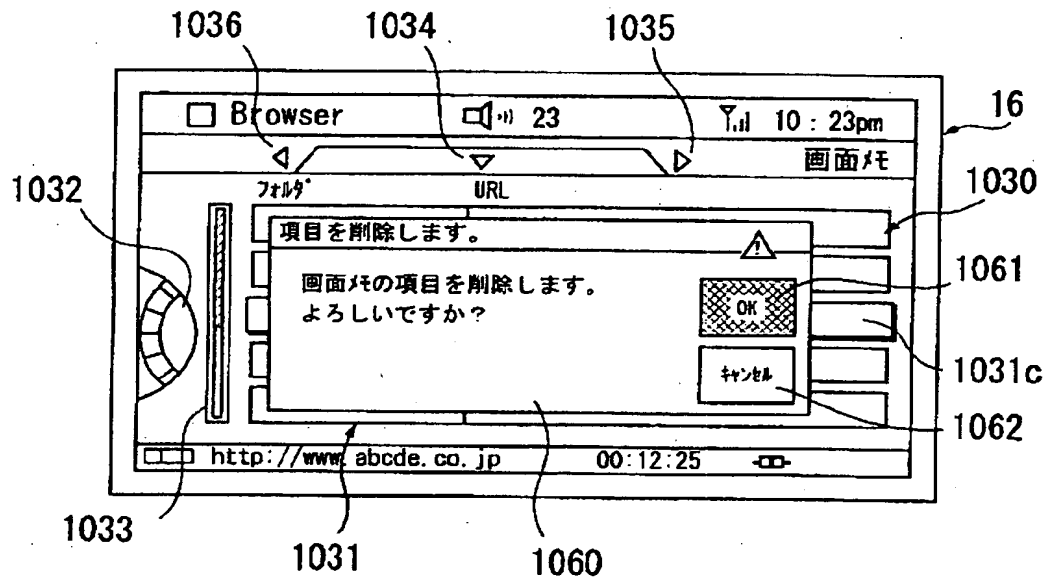 1036
1034
1035
16
Browser
23
10:23pm
画面ﾒﾓ
1032
ﾌｫﾙﾀﾞ
URL
1030
項目を削除します。
!
画面ﾒﾓの項目を削除します。
よろしいですか？
OK
1061
ｷｬﾝｾﾙ
1031c
1062
http://www.abcde.co.jp
00:12:25
1033
1031
1060